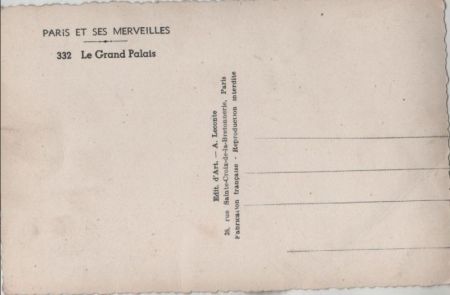 PARIS ET SES MERVEILLES
332 Le Grand Palais
Edit. d'Art. — A. Leconte
38, rue Sainte-Croix-de-la-Bretonnerie, Paris
Fabrication française Reproduction interdite